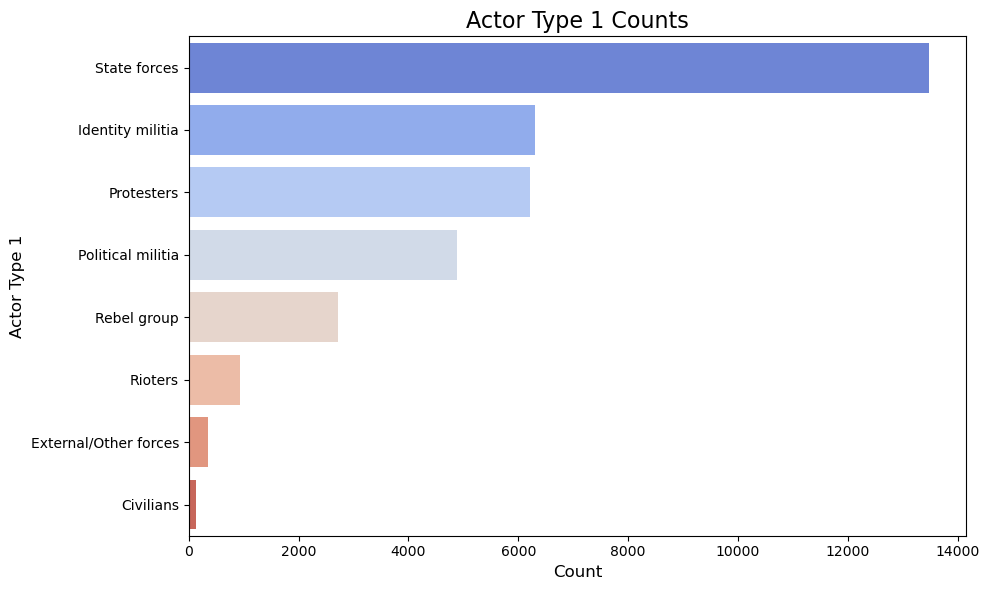 Actor Type 1 Counts
Actor Type 1
State forces
Identity militia
Protesters
Political militia
Rebel group
Rioters
External/Other forces
Civilians
0 2000 4000 6000 8000 10000 12000 14000
Count